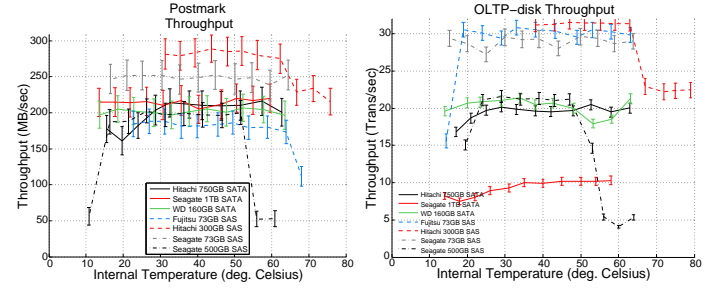 Postmark
Throughput
300
250
200
150
100
50
0
0 10 20 30 40 50 60 70 80
Throughput (MB/sec)
Internal Temperature (deg. Celsius)
Hitachi 750GB SATA
Seagate 1TB SATA
WD 160GB SATA
Fujitsu 73GB SAS
Hitachi 300GB SAS
Seagate 73GB SAS
Seagate 500GB SAS
OLTP-disk Throughput
30
25
20
15
10
5
0
0 10 20 30 40 50 60 70 80
Throughput (Trans/sec)
Internal Temperature (deg. Celsius)
Hitachi 750GB SATA
Seagate 1TB SATA
WD 160GB SATA
Fujitsu 73GB SAS
Hitachi 300GB SAS
Seagate 73GB SAS
Seagate 500GB SAS